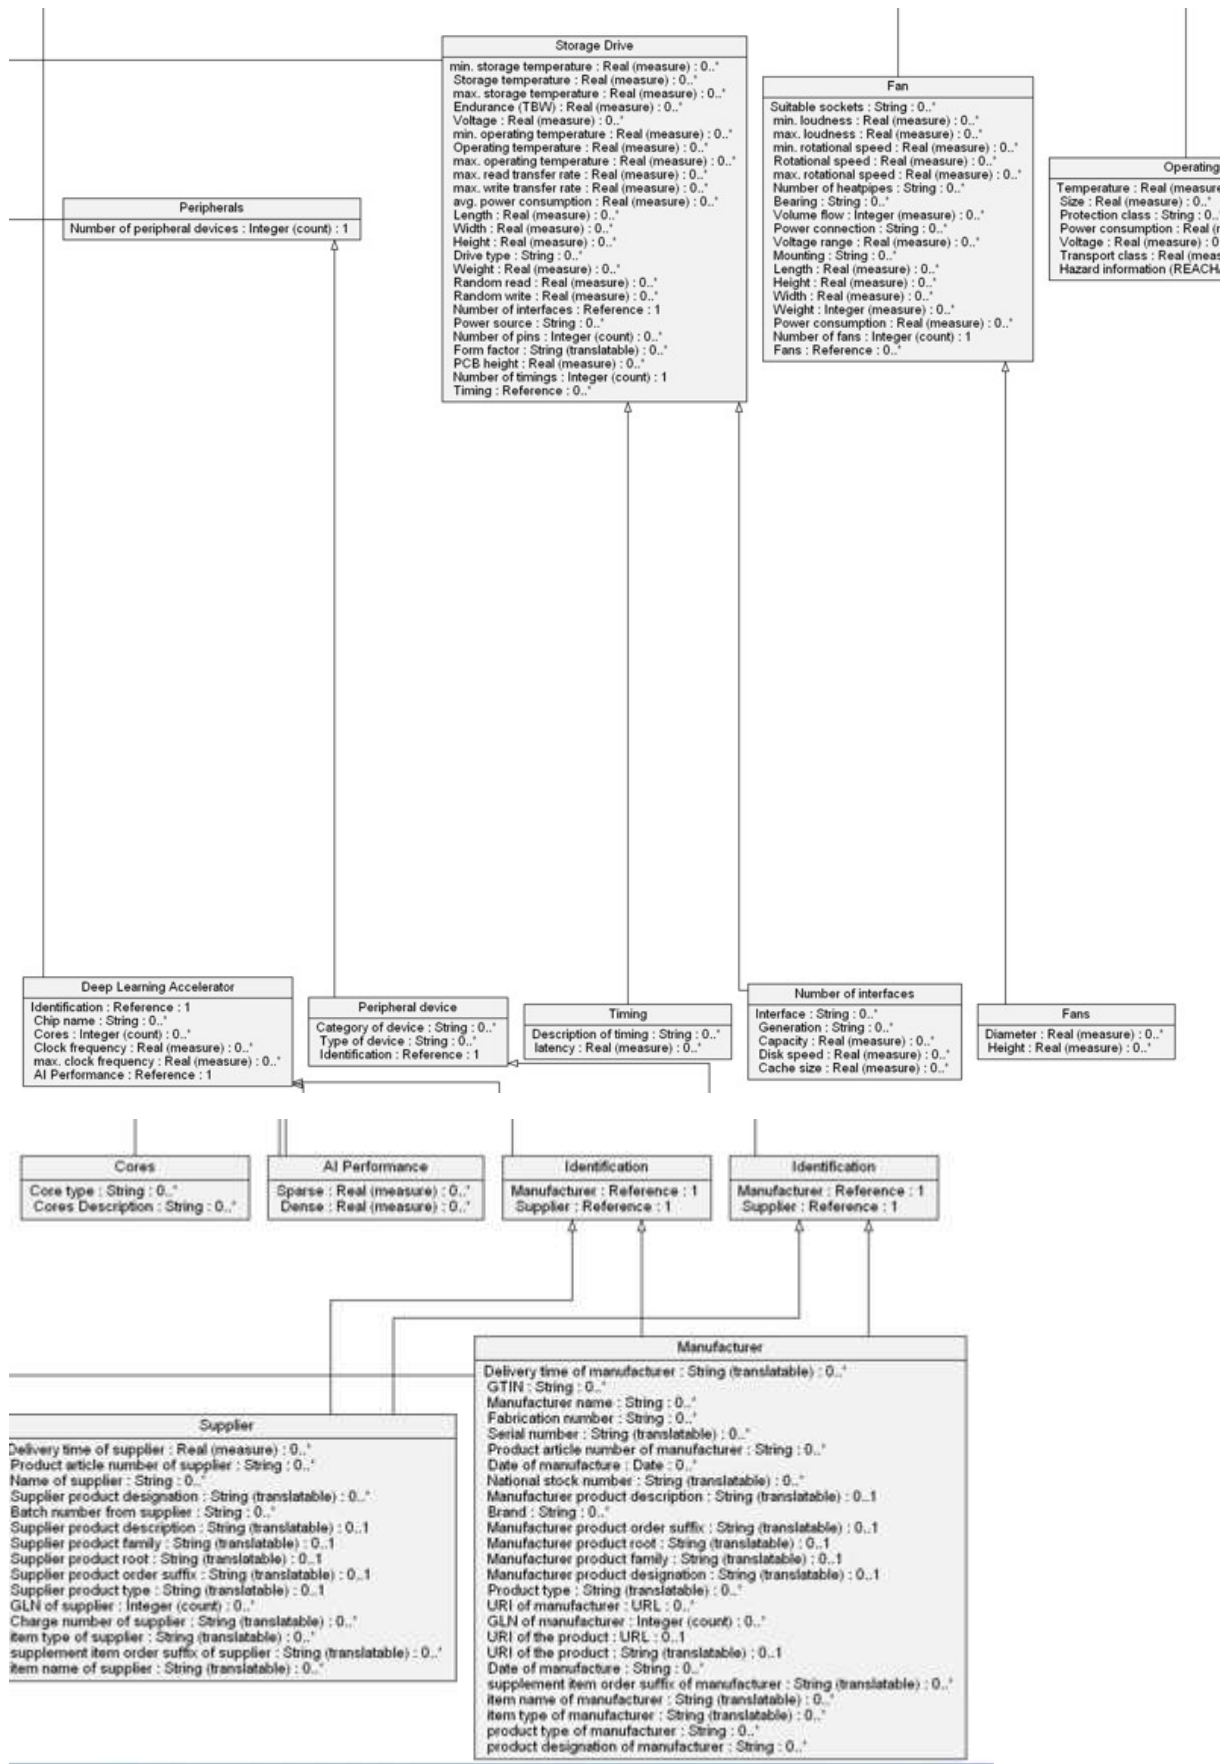 Storage Drive
min. storage temperature : Real (measure) : 0..*
Storage temperature : Real (measure) : 0..*
max. storage temperature : Real (measure) : 0..*
Endurance (TBW) : Real (measure) : 0..*
Voltage : Real (measure) : 0..*
min. operating temperature : Real (measure) : 0..*
Operating temperature : Real (measure) : 0..*
max. operating temperature : Real (measure) : 0..*
max. read transfer rate : Real (measure) : 0..*
max. write transfer rate : Real (measure) : 0..*
avg. power consumption : Real (measure) : 0..*
Length : Real (measure) : 0..*
Width : Real (measure) : 0..*
Height : Real (measure) : 0..*
Drive type : String : 0..*
Weight : Real (measure) : 0..*
Random read : Real (measure) : 0..*
Random write : Real (measure) : 0..*
Number of interfaces : Reference : 1
Power source : String : 0..*
Number of pins : Integer (count) : 0..*
Form factor : String (translatable) : 0..*
PCB height : Real (measure) : 0..*
Number of timings : Integer (count) : 1
Timing : Reference : 0..*
Fan
Suitable sockets : String : 0..*
min. loudness : Real (measure) : 0..*
max. loudness : Real (measure) : 0..*
min. rotational speed : Real (measure) : 0..*
Rotational speed : Real (measure) : 0..*
max. rotational speed : Real (measure) : 0..*
Number of heatpipes : String : 0..*
Bearing : String : 0..*
Volume flow : Integer (measure) : 0..*
Power connection : String : 0..*
Voltage range : Real (measure) : 0..*
Mounting : String : 0..*
Length : Real (measure) : 0..*
Height : Real (measure) : 0..*
Width : Real (measure) : 0..*
Weight : Integer (measure) : 0..*
Power consumption : Real (measure) : 0..*
Number of fans : Integer (count) : 1
Fans : Reference : 0..*
Operating
Temperature : Real (measure
Size : Real (measure) : 0..*
Protection class : String : 0..
Power consumption : Real (
Voltage : Real (measure) : 0
Transport class : Real (meas
Hazard information (REACH
Peripherals
Number of peripheral devices : Integer (count) : 1
Deep Learning Accelerator
Identification : Reference : 1
Chip name : String : 0..*
Cores : Integer (count) : 0..*
Clock frequency : Real (measure) : 0..*
max. clock frequency : Real (measure) : 0..*
AI Performance : Reference : 1
Peripheral device
Category of device : String : 0..*
Type of device : String : 0..*
Identification : Reference : 1
Timing
Description of timing : String : 0..*
latency : Real (measure) : 0..*
Number of interfaces
Interface : String : 0..*
Generation : String : 0..*
Capacity : Real (measure) : 0..*
Disk speed : Real (measure) : 0..*
Cache size : Real (measure) : 0..*
Fans
Diameter : Real (measure) : 0..*
Height : Real (measure) : 0..*
Cores
Core type : String : 0..*
Cores Description : String : 0..*
AI Performance
Sparse : Real (measure) : 0..*
Dense : Real (measure) : 0..*
Identification
Manufacturer : Reference : 1
Supplier : Reference : 1
Identification
Manufacturer : Reference : 1
Supplier : Reference : 1
Supplier
Delivery time of supplier : Real (measure) : 0..*
Product article number of supplier : String : 0..*
Name of supplier : String : 0..*
Supplier product designation : String (translatable) : 0..*
Batch number from supplier : String : 0..*
Supplier product description : String (translatable) : 0..1
Supplier product family : String (translatable) : 0..1
Supplier product root : String (translatable) : 0..1
Supplier product order suffix : String (translatable) : 0..1
Supplier product type : String (translatable) : 0..1
GLN of supplier : Integer (count) : 0..*
Charge number of supplier : String (translatable) : 0..*
item type of supplier : String (translatable) : 0..*
supplement item order suffix of supplier : String (translatable) : 0..*
item name of supplier : String (translatable) : 0..*
Manufacturer
Delivery time of manufacturer : String (translatable) : 0..*
GTIN : String : 0..*
Manufacturer name : String : 0..*
Fabrication number : String : 0..*
Serial number : String (translatable) : 0..*
Product article number of manufacturer : String : 0..*
Date of manufacture : Date : 0..*
National stock number : String (translatable) : 0..*
Manufacturer product description : String (translatable) : 0..1
Brand : String : 0..*
Manufacturer product order suffix : String (translatable) : 0..1
Manufacturer product root : String (translatable) : 0..1
Manufacturer product family : String (translatable) : 0..1
Manufacturer product designation : String (translatable) : 0..1
Product type : String (translatable) : 0..*
URI of manufacturer : URL : 0..*
GLN of manufacturer : Integer (count) : 0..*
URI of the product : URL : 0..1
URI of the product : String (translatable) : 0..1
Date of manufacture : String : 0..*
supplement item order suffix of manufacturer : String (translatable) : 0..*
item name of manufacturer : String (translatable) : 0..*
item type of manufacturer : String (translatable) : 0..*
product type of manufacturer : String : 0..*
product designation of manufacturer : String : 0..*